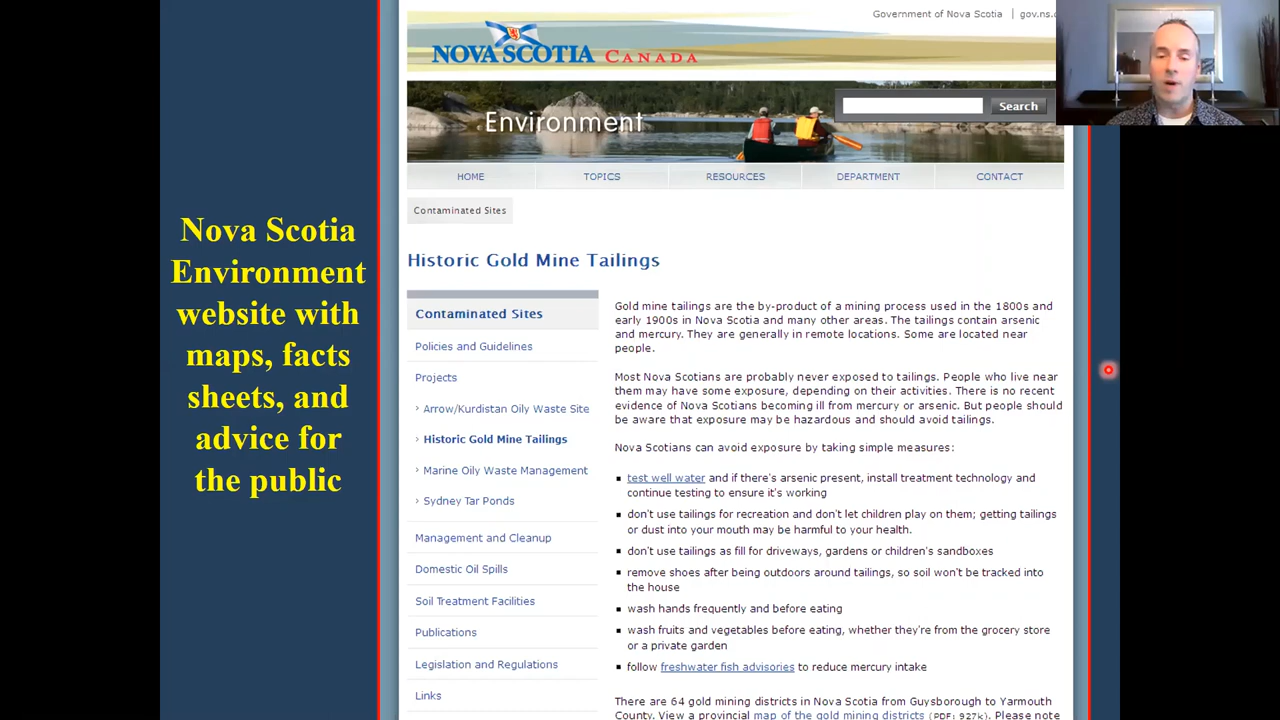 Nova Scotia
Environment
website with
maps, facts
sheets, and
advice for
the public
Government of Nova Scotia
NOVA SCOTIA CANADA
Environment
Search
HOME
TOPICS
RESOURCES
DEPARTMENT
CONTACT
Contaminated Sites
Historic Gold Mine Tailings
Contaminated Sites
Policies and Guidelines
Projects
› Arrow/Kurdistan Oily Waste Site
› Historic Gold Mine Tailings
› Marine Oily Waste Management
› Sydney Tar Ponds
Management and Cleanup
Domestic Oil Spills
Soil Treatment Facilities
Publications
Legislation and Regulations
Links
Gold mine tailings are the by-product of a mining process used in the 1800s and
early 1900s in Nova Scotia and many other areas. The tailings contain arsenic
and mercury. They are generally in remote locations. Some are located near
people.
Most Nova Scotians are probably never exposed to tailings. People who live near
them may have some exposure, depending on their activities. There is no recent
evidence of Nova Scotians becoming ill from mercury or arsenic. But people should
be aware that exposure may be hazardous and should avoid tailings.
Nova Scotians can avoid exposure by taking simple measures:
▪ test well water and if there's arsenic present, install treatment technology and
continue testing to ensure it's working
▪ don't use tailings for recreation and don't let children play on them; getting tailings
or dust into your mouth may be harmful to your health.
▪ don't use tailings as fill for driveways, gardens or children's sandboxes
▪ remove shoes after being outdoors around tailings, so soil won't be tracked into
the house
▪ wash hands frequently and before eating
▪ wash fruits and vegetables before eating, whether they're from the grocery store
or a private garden
▪ follow freshwater fish advisories to reduce mercury intake
There are 64 gold mining districts in Nova Scotia from Guysborough to Yarmouth
County. View a provincial map of the gold mining districts (PDF: 927k). Please note